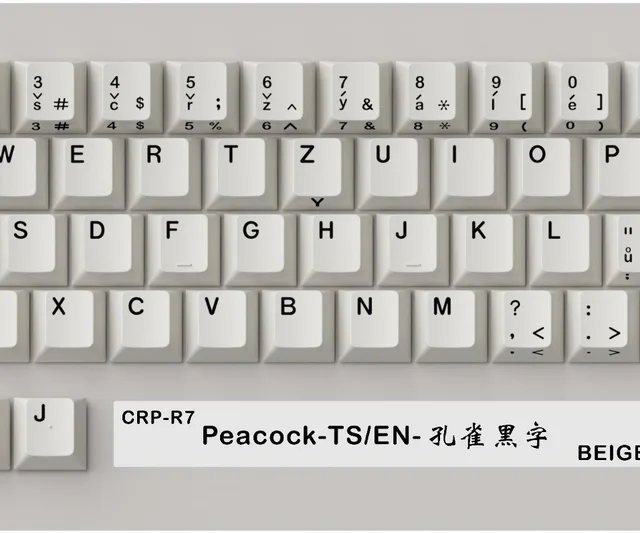 3 4 5 6 7 8 9 0
š # č $ ř ; ž ^ ý & á * í [ é ]
3 # 4 $ 5 % 6 ^ 7 & 8 * 9 ( 0 )
W E R T Z U I O P
Y
S D F G H J K L "
ů
X C V B N M ? :
, < . >
J
CRP-R7
Peacock-TS/EN-孔雀黑字
BEIGE